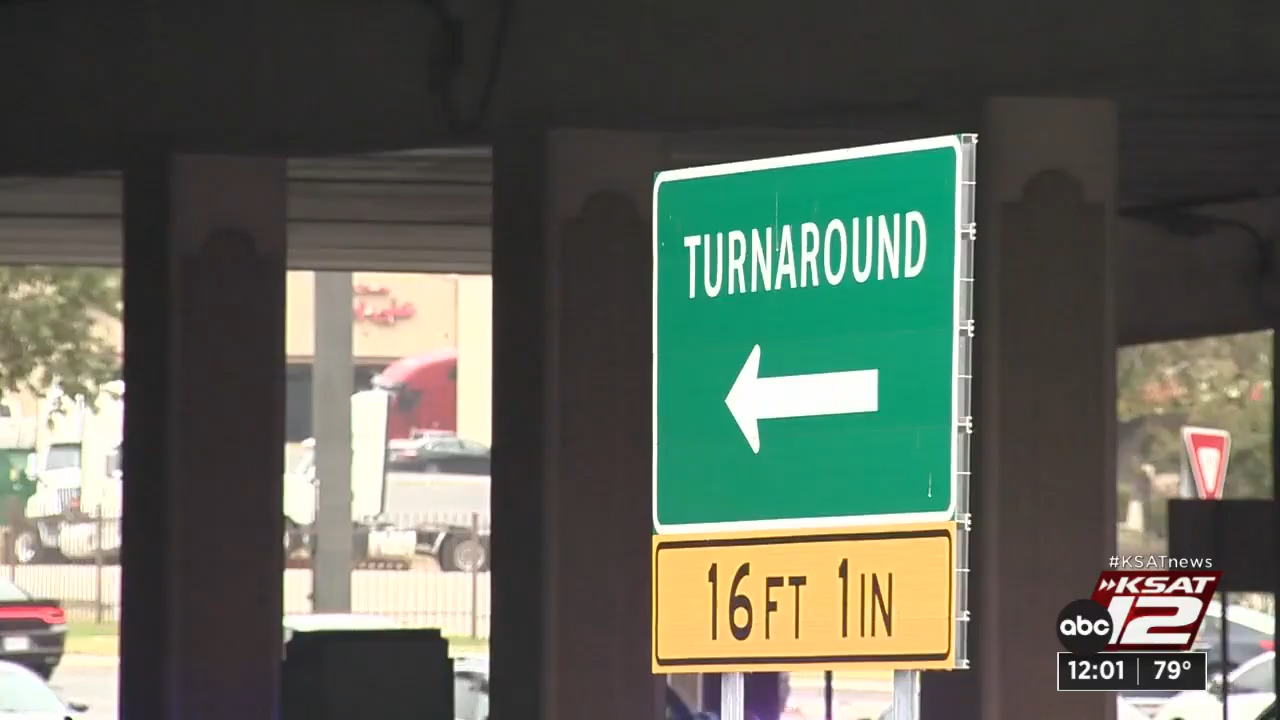 TURNAROUND
16 FT 1 IN
#KSATnews
KSAT
abc 12
12:01 79°